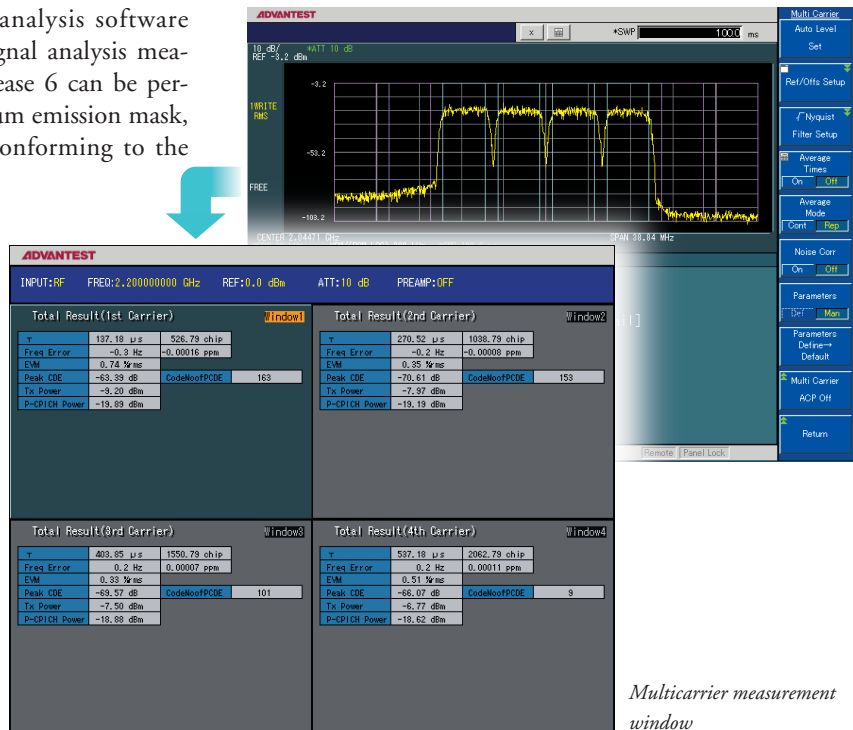 analysis software
gnal analysis mea-
ease 6 can be per-
um emission mask,
onforming to the
ADVANTEST
x
*SWP 100.0 ms
10 dB/ *ATT 10 dB
REF -3.2 dBm
1WRITE
RMS
FREE
-3.2
-53.2
-103.2
CENTER 2.04471 GHz SPAN 38.84 MHz
Remote Panel Lock
Multi Carrier
Auto Level
Set
Ref/Offs Setup
√Nyquist
Filter Setup
Average
Times
On Off
Average
Mode
Cont Rep
Noise Corr
On Off
Parameters
Def Man
Parameters
Define→
Default
Multi Carrier
ACP Off
Return
ADVANTEST
INPUT:RF FREQ:2.200000000 GHz REF:0.0 dBm ATT:10 dB PREAMP:OFF
Total Result(1st Carrier) Window1
τ 137.18 μs 526.79 chip
Freq Error -0.3 Hz -0.00016 ppm
EVM 0.74 %rms
Peak CDE -63.39 dB CodeNoofPCDE 163
Tx Power -9.20 dBm
P-CPICH Power -19.89 dBm
Total Result(2nd Carrier) Window2
τ 270.52 μs 1038.79 chip
Freq Error -0.2 Hz -0.00008 ppm
EVM 0.35 %rms
Peak CDE -70.61 dB CodeNoofPCDE 153
Tx Power -7.97 dBm
P-CPICH Power -19.19 dBm
Total Result(3rd Carrier) Window3
τ 403.85 μs 1550.79 chip
Freq Error 0.2 Hz 0.00007 ppm
EVM 0.33 %rms
Peak CDE -69.57 dB CodeNoofPCDE 101
Tx Power -7.50 dBm
P-CPICH Power -18.88 dBm
Total Result(4th Carrier) Window4
τ 537.18 μs 2062.79 chip
Freq Error 0.2 Hz 0.00011 ppm
EVM 0.51 %rms
Peak CDE -66.07 dB CodeNoofPCDE 9
Tx Power -6.77 dBm
P-CPICH Power -18.62 dBm
Multicarrier measurement
window